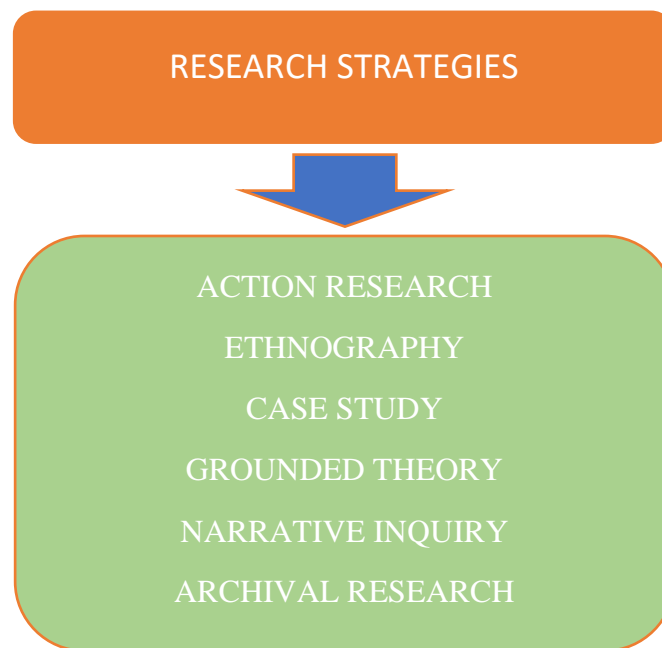 RESEARCH STRATEGIES
ACTION RESEARCH
ETHNOGRAPHY
CASE STUDY
GROUNDED THEORY
NARRATIVE INQUIRY
ARCHIVAL RESEARCH